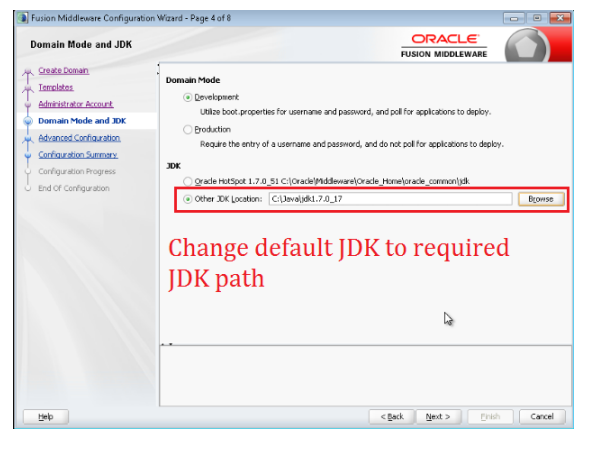 Fusion Middleware Configuration Wizard - Page 4 of 8
Domain Mode and JDK
ORACLE
FUSION MIDDLEWARE
Create Domain
Templates
Administrator Account
Domain Mode and JDK
Advanced Configuration
Configuration Summary
Configuration Progress
End Of Configuration
Domain Mode
Development
Utilize boot.properties for username and password, and poll for applications to deploy.
Production
Require the entry of a username and password, and do not poll for applications to deploy.
JDK
Oracle HotSpot 1.7.0_51 C:\Oracle\Middleware\Oracle_Home\oracle_common\jdk
Other JDK Location: C:\Java\jdk1.7.0_17 Browse
Change default JDK to required
JDK path
Help < Back Next > Finish Cancel